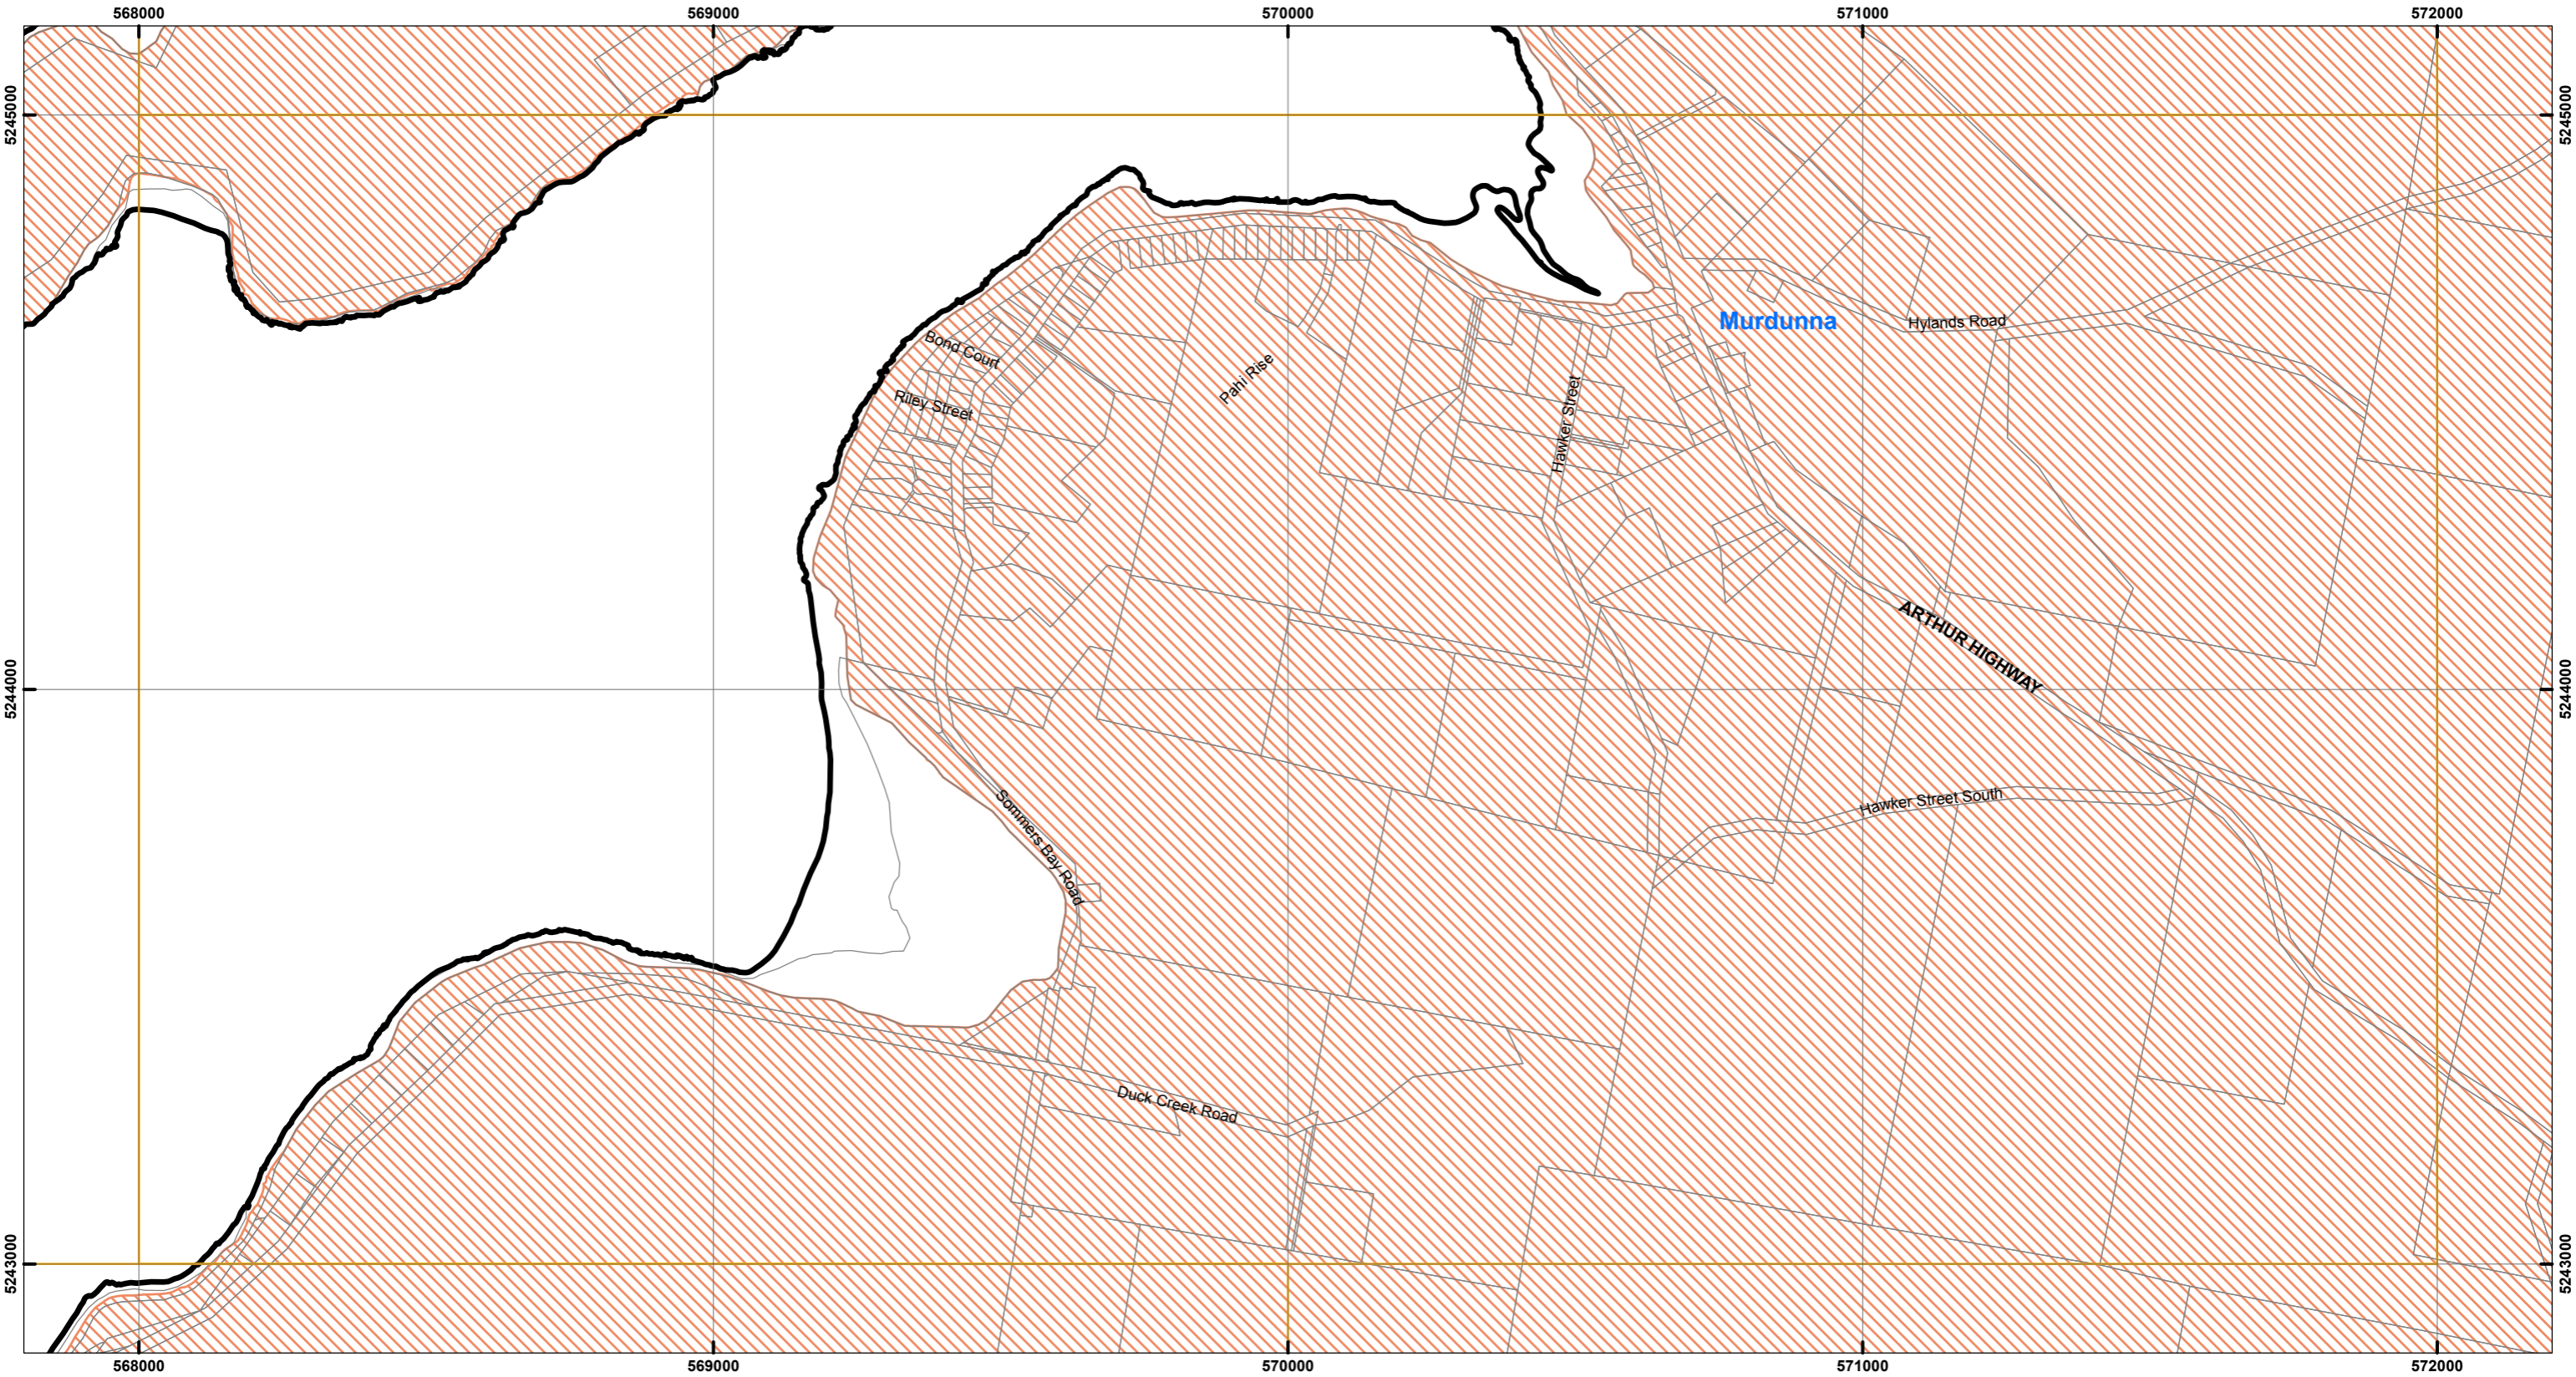 568000
569000
570000
571000
572000
5245000
5245000
Murdunna
Hylands Road
Bond Court
Pahi Rise
Riley Street
Hawker Street
ARTHUR HIGHWAY
5244000
5244000
Hawker Street South
Sommers Bay Road
Duck Creek Road
5243000
5243000
568000
569000
570000
571000
572000